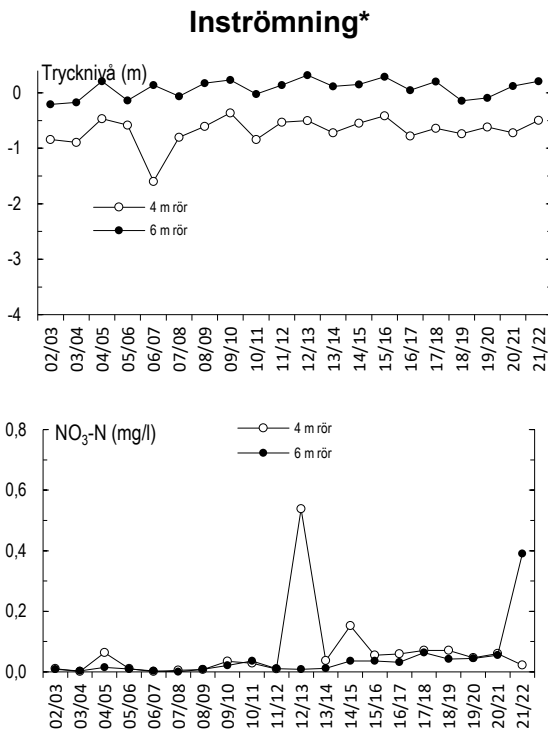 Inströmning*
Trycknivå (m)
0
-1
-2
-3
-4
4 m rör
6 m rör
02/03 03/04 04/05 05/06 06/07 07/08 08/09 09/10 10/11 11/12 12/13 13/14 14/15 15/16 16/17 17/18 18/19 19/20 20/21 21/22
NO₃-N (mg/l)
0,8
0,6
0,4
0,2
0,0
4 m rör
6 m rör
02/03 03/04 04/05 05/06 06/07 07/08 08/09 09/10 10/11 11/12 12/13 13/14 14/15 15/16 16/17 17/18 18/19 19/20 20/21 21/22